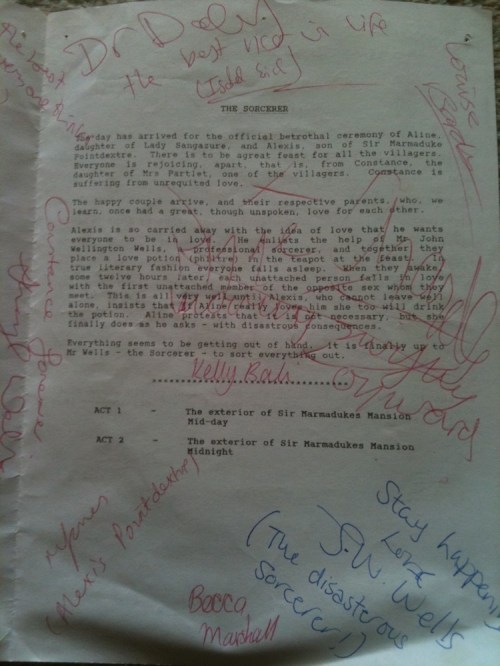 Dr Daly
the best vica in life
Louise
THE SORCERER
The day has arrived for the official betrothal ceremony of Aline,
daughter of Lady Sangazure, and Alexis, son of Sir Marmaduke
Pointdextre. There is to be agreat feast for all the villagers.
Everyone is rejoicing, apart, that is, from Constance, the
daughter of Mrs Partlet, one of the villagers. Constance is
suffering from unrequited love.
The happy couple arrive, and their respective parents, who, we
learn, once had a great, though unspoken, love for each other.
Alexis is so carried away with the idea of love that he wants
everyone to be in love. He enlists the help of Mr John
Wellington Wells, a professional sorcerer, and together they
place a love potion (philtre) in the teapot at the feast. In
true literary fashion everyone falls asleep. When they awake,
some twelve hours later, each unattached person falls in love
with the first unattached member of the opposite sex whom they
meet. This is all very well until Alexis, who cannot leave well
alone, insists that if Aline really loves him she too will drink
the potion. Aline protests that it is not necessary, but
finally does as he asks - with disastrous consequences.
Everything seems to be getting out of hand. It is finally up to
Mr Wells - the Sorcerer - to sort everything out.
Kelly
ACT 1 - The exterior of Sir Marmadukes Mansion
Mid-day
ACT 2 - The exterior of Sir Marmadukes Mansion
Midnight
Constance
(Alexis Pointdextre)
Becca
Marshall
Stay happen)
Love
J.W. Wells
(The disasterous
Sorcerer!)